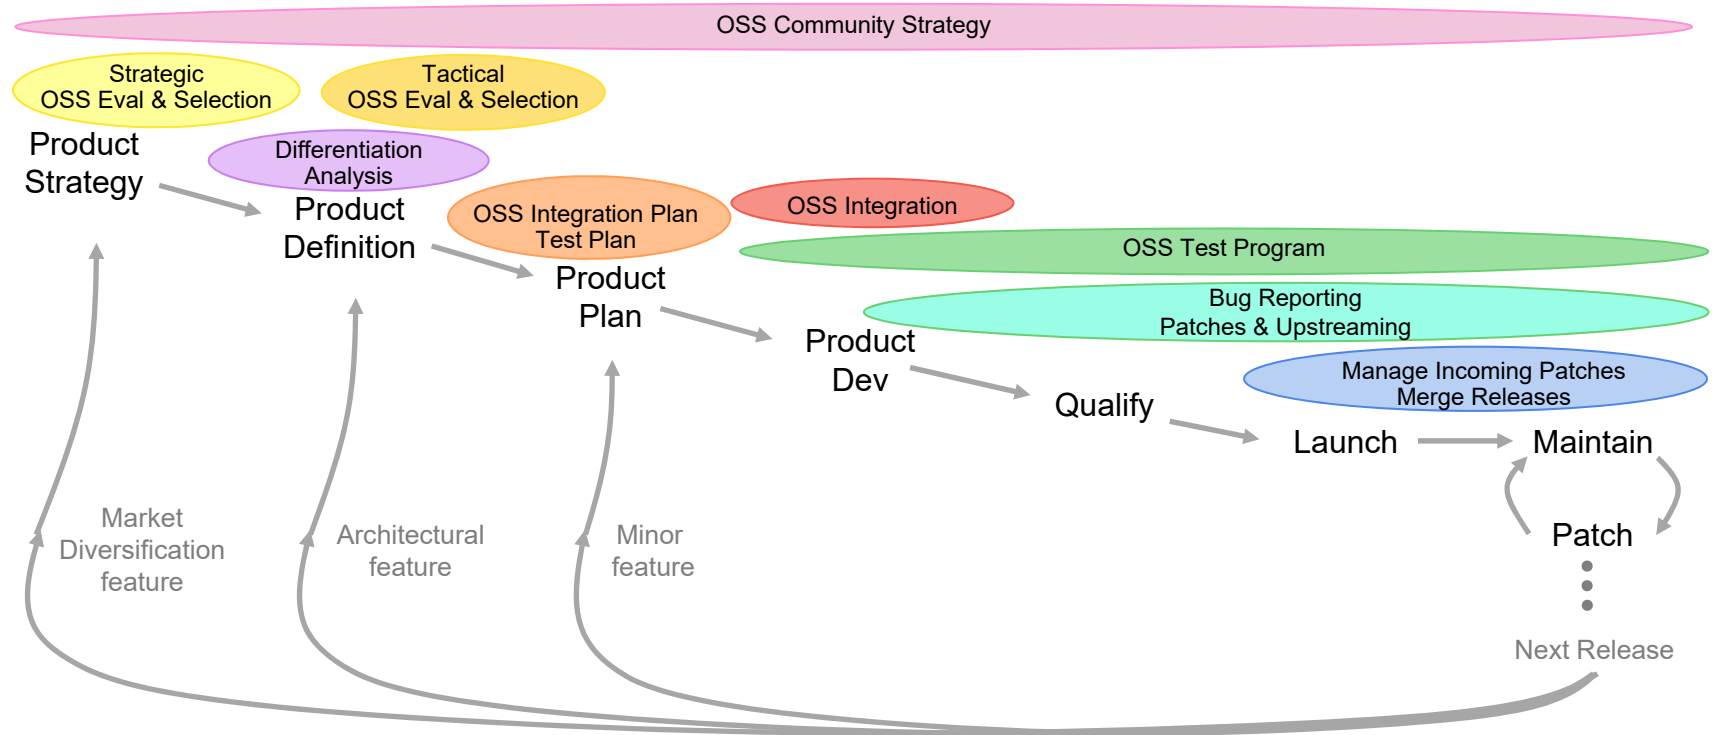 OSS Community Strategy
Strategic
OSS Eval & Selection
Tactical
OSS Eval & Selection
Product
Strategy
Differentiation
Analysis
Product
Definition
OSS Integration Plan
Test Plan
Product
Plan
OSS Integration
OSS Test Program
Bug Reporting
Patches & Upstreaming
Product
Dev
Manage Incoming Patches
Merge Releases
Qualify
Launch
Maintain
Patch
Market
Diversification
feature
Architectural
feature
Minor
feature
Next Release